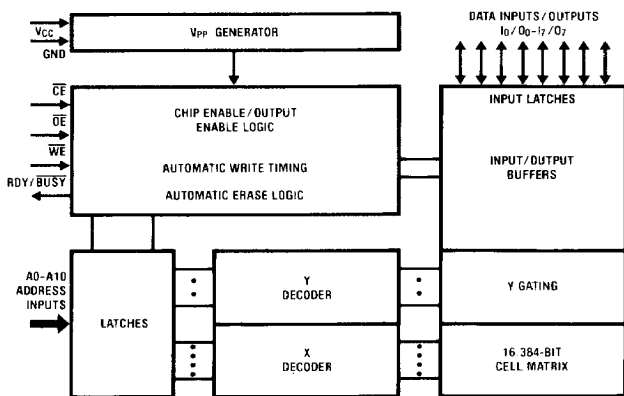 VCC
GND
VPP GENERATOR
DATA INPUTS/OUTPUTS
I0/O0-I7/O7
CE
OE
WE
RDY/BUSY
CHIP ENABLE/OUTPUT
ENABLE LOGIC
AUTOMATIC WRITE TIMING
AUTOMATIC ERASE LOGIC
INPUT LATCHES
INPUT/OUTPUT
BUFFERS
A0-A10
ADDRESS
INPUTS
LATCHES
Y
DECODER
Y GATING
X
DECODER
16,384-BIT
CELL MATRIX